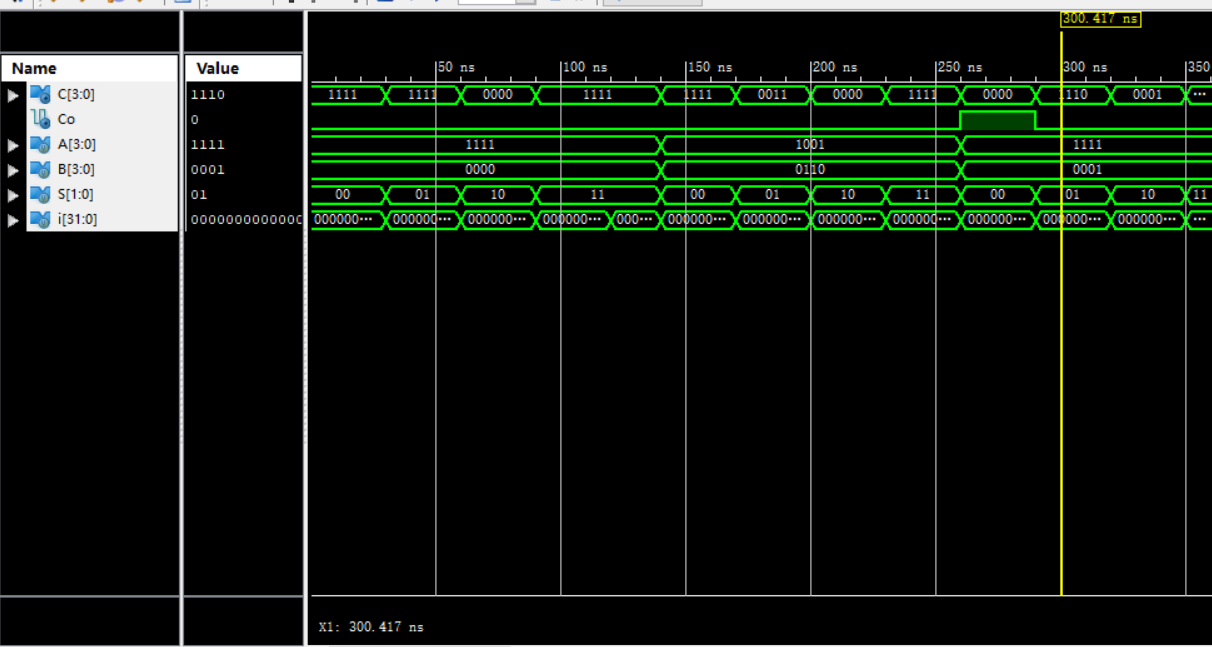 300.417 ns
Name Value
50 ns 100 ns 150 ns 200 ns 250 ns 300 ns 350
C[3:0] 1110 1111 1111 0000 1111 1111 0011 0000 1111 0000 110 0001 ...
Co 0
A[3:0] 1111 1111 1001 1111
B[3:0] 0001 0000 0110 0001
S[1:0] 01 00 01 10 11 00 01 10 11 00 01 10 11
i[31:0] 0000000000000 000000... 000000... 000000... 000000... 000... 000000... 000000... 000000... 000000... 000000... 000000... 000000... ...
X1: 300.417 ns